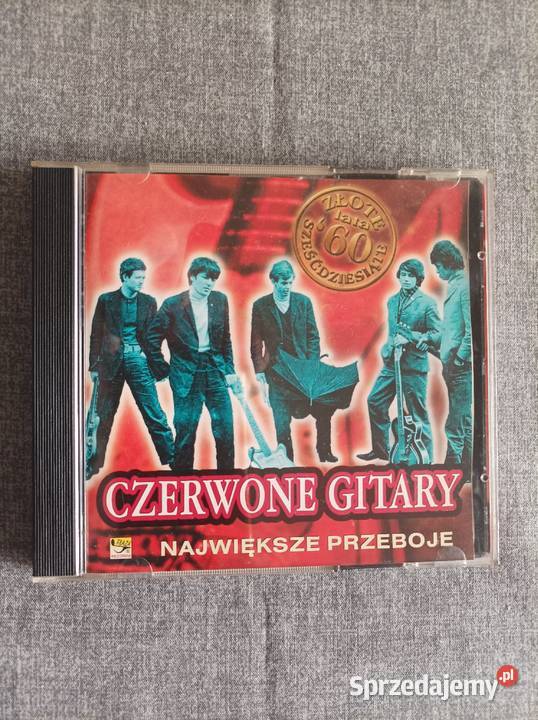 ZŁOTE
lata
60
SZEŚĆDZIESIĄTE
CZERWONE GITARY
NAJWIĘKSZE PRZEBOJE
Sprzedajemy.pl